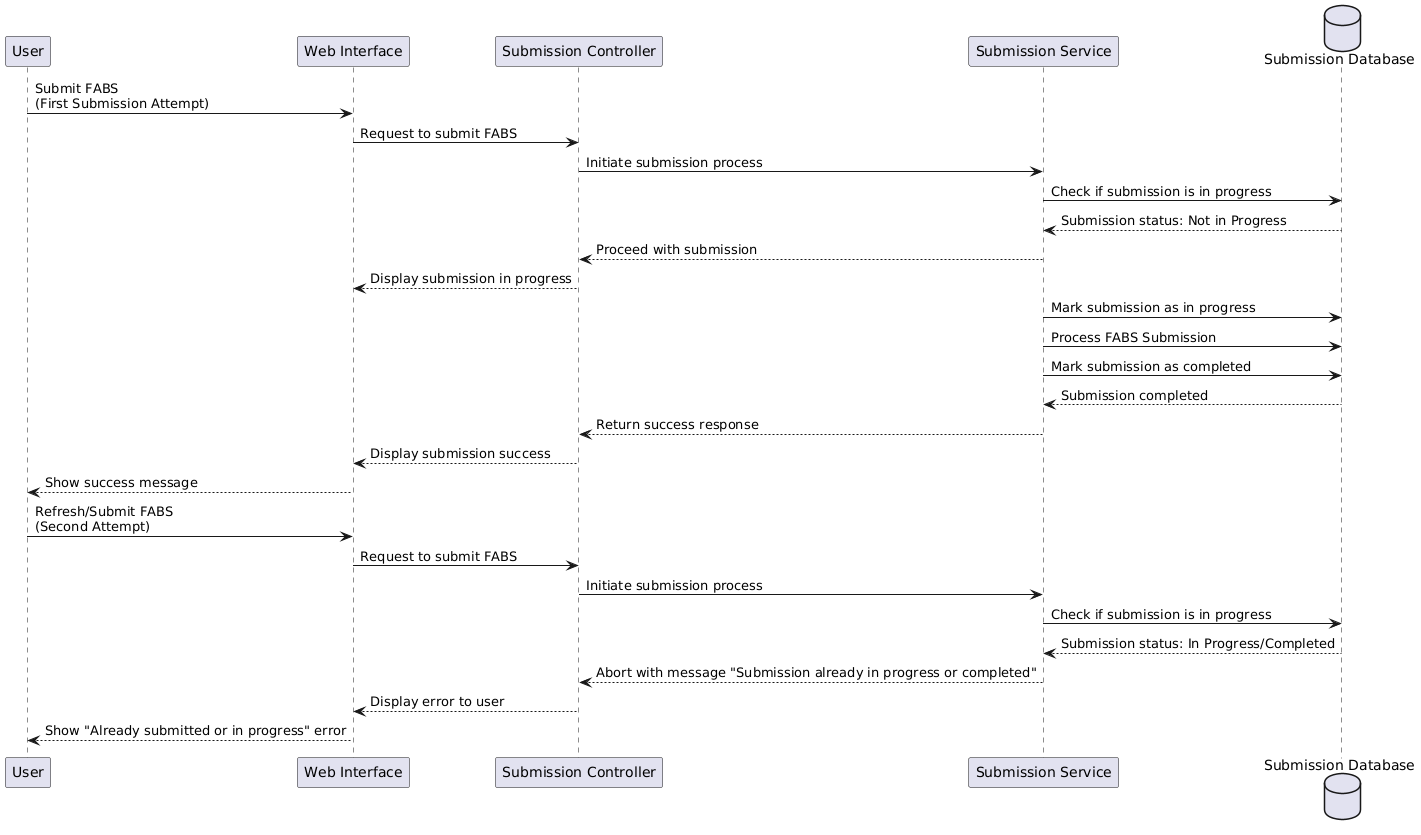 Submission Database
User
Web Interface
Submission Controller
Submission Service
Submit FABS
(First Submission Attempt)
Request to submit FABS
Initiate submission process
Check if submission is in progress
Submission status: Not in Progress
Proceed with submission
Display submission in progress
Mark submission as in progress
Process FABS Submission
Mark submission as completed
Submission completed
Return success response
Display submission success
Show success message
Refresh/Submit FABS
(Second Attempt)
Request to submit FABS
Initiate submission process
Check if submission is in progress
Submission status: In Progress/Completed
Abort with message "Submission already in progress or completed"
Display error to user
Show "Already submitted or in progress" error
User
Web Interface
Submission Controller
Submission Service
Submission Database